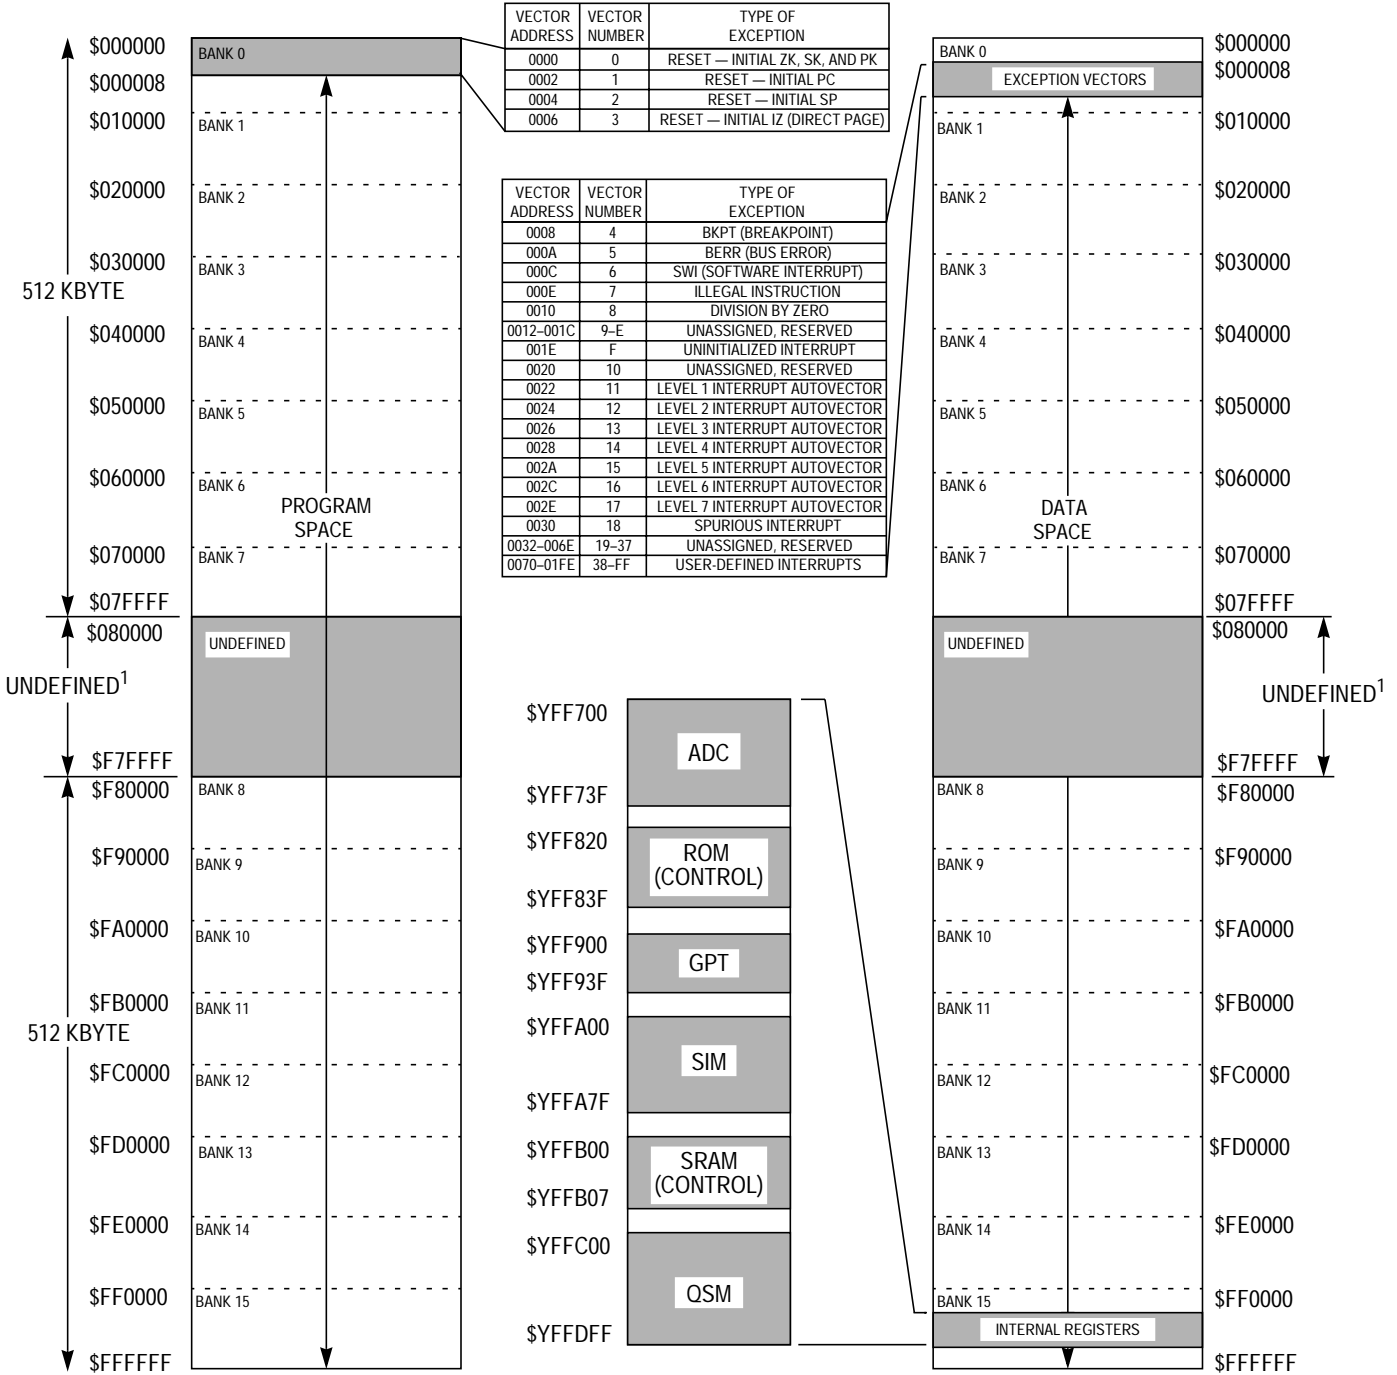 $000000
$000008
$010000
$020000
$030000
512 KBYTE
$040000
$050000
$060000
$070000
$07FFFF
$080000
UNDEFINED1
$F7FFFF
$F80000
$F90000
$FA0000
$FB0000
512 KBYTE
$FC0000
$FD0000
$FE0000
$FF0000
$FFFFFF
BANK 0
BANK 1
BANK 2
BANK 3
BANK 4
BANK 5
BANK 6
PROGRAM
SPACE
BANK 7
UNDEFINED
BANK 8
BANK 9
BANK 10
BANK 11
BANK 12
BANK 13
BANK 14
BANK 15
VECTOR ADDRESS VECTOR NUMBER TYPE OF EXCEPTION
0000 0 RESET — INITIAL ZK, SK, AND PK
0002 1 RESET — INITIAL PC
0004 2 RESET — INITIAL SP
0006 3 RESET — INITIAL IZ (DIRECT PAGE)
VECTOR ADDRESS VECTOR NUMBER TYPE OF EXCEPTION
0008 4 BKPT (BREAKPOINT)
000A 5 BERR (BUS ERROR)
000C 6 SWI (SOFTWARE INTERRUPT)
000E 7 ILLEGAL INSTRUCTION
0010 8 DIVISION BY ZERO
0012–001C 9–E UNASSIGNED, RESERVED
001E F UNINITIALIZED INTERRUPT
0020 10 UNASSIGNED, RESERVED
0022 11 LEVEL 1 INTERRUPT AUTOVECTOR
0024 12 LEVEL 2 INTERRUPT AUTOVECTOR
0026 13 LEVEL 3 INTERRUPT AUTOVECTOR
0028 14 LEVEL 4 INTERRUPT AUTOVECTOR
002A 15 LEVEL 5 INTERRUPT AUTOVECTOR
002C 16 LEVEL 6 INTERRUPT AUTOVECTOR
002E 17 LEVEL 7 INTERRUPT AUTOVECTOR
0030 18 SPURIOUS INTERRUPT
0032–006E 19–37 UNASSIGNED, RESERVED
0070–01FE 38–FF USER-DEFINED INTERRUPTS
$YFF700
ADC
$YFF73F
$YFF820
ROM
(CONTROL)
$YFF83F
$YFF900
GPT
$YFF93F
$YFFA00
SIM
$YFFA7F
$YFFB00
SRAM
(CONTROL)
$YFFB07
$YFFC00
QSM
$YFFDFF
BANK 0
EXCEPTION VECTORS
BANK 1
BANK 2
BANK 3
BANK 4
BANK 5
BANK 6
DATA
SPACE
BANK 7
UNDEFINED
BANK 8
BANK 9
BANK 10
BANK 11
BANK 12
BANK 13
BANK 14
BANK 15
INTERNAL REGISTERS
$000000
$000008
$010000
$020000
$030000
$040000
$050000
$060000
$070000
$07FFFF
$080000
UNDEFINED1
$F7FFFF
$F80000
$F90000
$FA0000
$FB0000
$FC0000
$FD0000
$FE0000
$FF0000
$FFFFFF